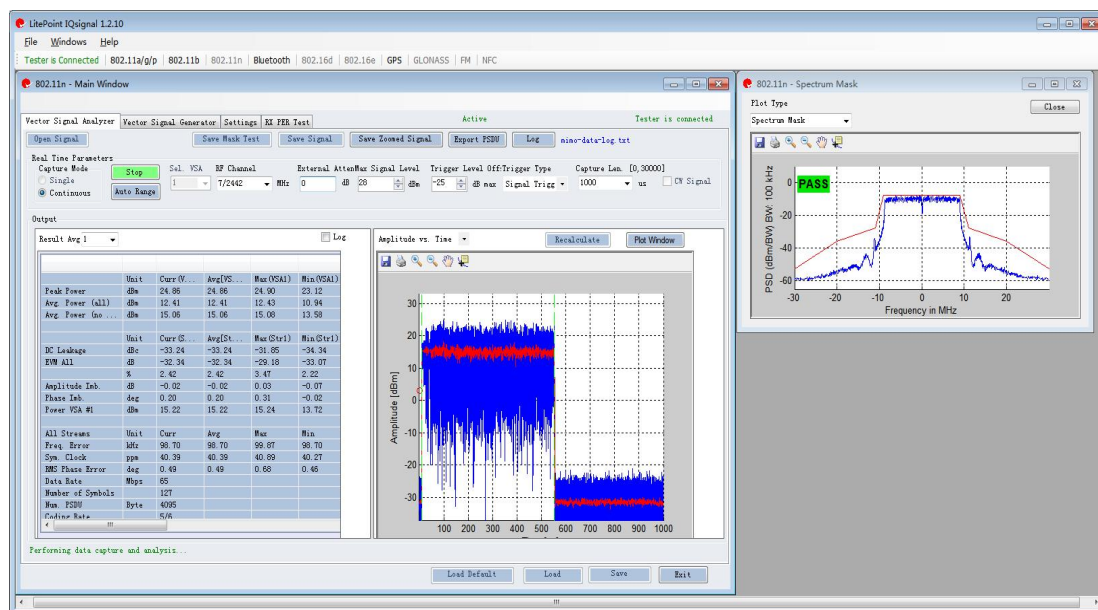 LitePoint IQsignal 1.2.10
File Windows Help
Tester is Connected 802.11a/g/p 802.11b 802.11n Bluetooth 802.16d 802.16e GPS GLONASS FM NFC
802.11n - Main Window
Active Tester is connected
Vector Signal Analyzer Vector Signal Generator Settings RX PER Test
Open Signal Save Mask Test Save Signal Save Zoomed Signal Export PSDU Log mimo-data-log.txt
Real Time Parameters
Capture Mode Stop Sel. VSA RF Channel External Atten Max Signal Level Trigger Level Off: Trigger Type Capture Len. [0,30000]
Single 1 7/2442 MHz 0 dB 28 dBm -25 dB max Signal Trigg 1000 us CW Signal
Continuous Auto Range
Output
Result Avg 1 Log Amplitude vs. Time Recalculate Plot Window
Unit Curr(V... Avg[VS... Max(VSA1) Min(VSA1)
Peak Power dBm 24.86 24.86 24.90 23.12
Avg. Power (all) dBm 12.41 12.41 12.43 10.94
Avg. Power (no ... dBm 15.06 15.06 15.08 13.58
Unit Curr(S... Avg[St... Max(Str1) Min(Str1)
DC Leakage dBc -33.24 -33.24 -31.85 -34.34
EVM All dB -32.34 -32.34 -29.18 -33.07
% 2.42 2.42 3.47 2.22
Amplitude Imb. dB -0.02 -0.02 0.03 -0.07
Phase Imb. deg 0.20 0.20 0.31 -0.02
Power VSA #1 dBm 15.22 15.22 15.24 13.72
All Streams Unit Curr Avg Max Min
Freq. Error kHz 98.70 98.70 99.87 98.70
Sym. Clock ppm 40.39 40.39 40.89 40.27
RMS Phase Error deg 0.49 0.49 0.68 0.46
Data Rate Mbps 65
Number of Symbols 127
Num. PSDU Byte 4095
Coding Rate 5/6
Amplitude [dBm]
30
20
10
0
-10
-20
-30
100 200 300 400 500 600 700 800 900 1000
Performing data capture and analysis...
Load Default Load Save Exit
802.11n - Spectrum Mask
Plot Type Close
Spectrum Mask
PASS
PSD (dBm/BW) BW: 100 kHz
0
-20
-40
-60
-30 -20 -10 0 10 20
Frequency in MHz